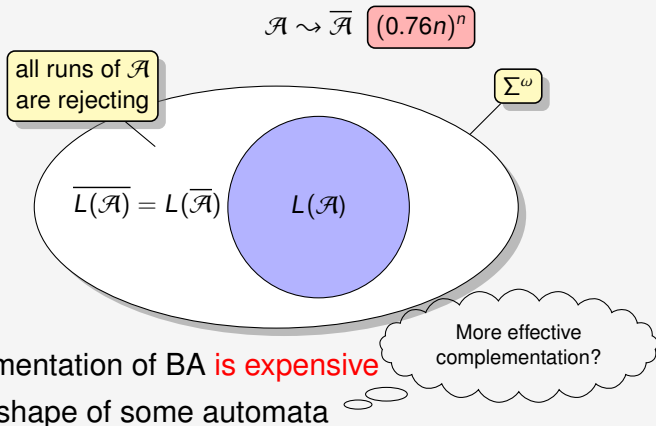 𝒜 ⇝ 𝒜̅ (0.76n)ⁿ
all runs of 𝒜
are rejecting
Σ^ω
\overline{L(𝒜)} = L(𝒜̅)
L(𝒜)
More effective
complementation?
mentation of BA is expensive
shape of some automata